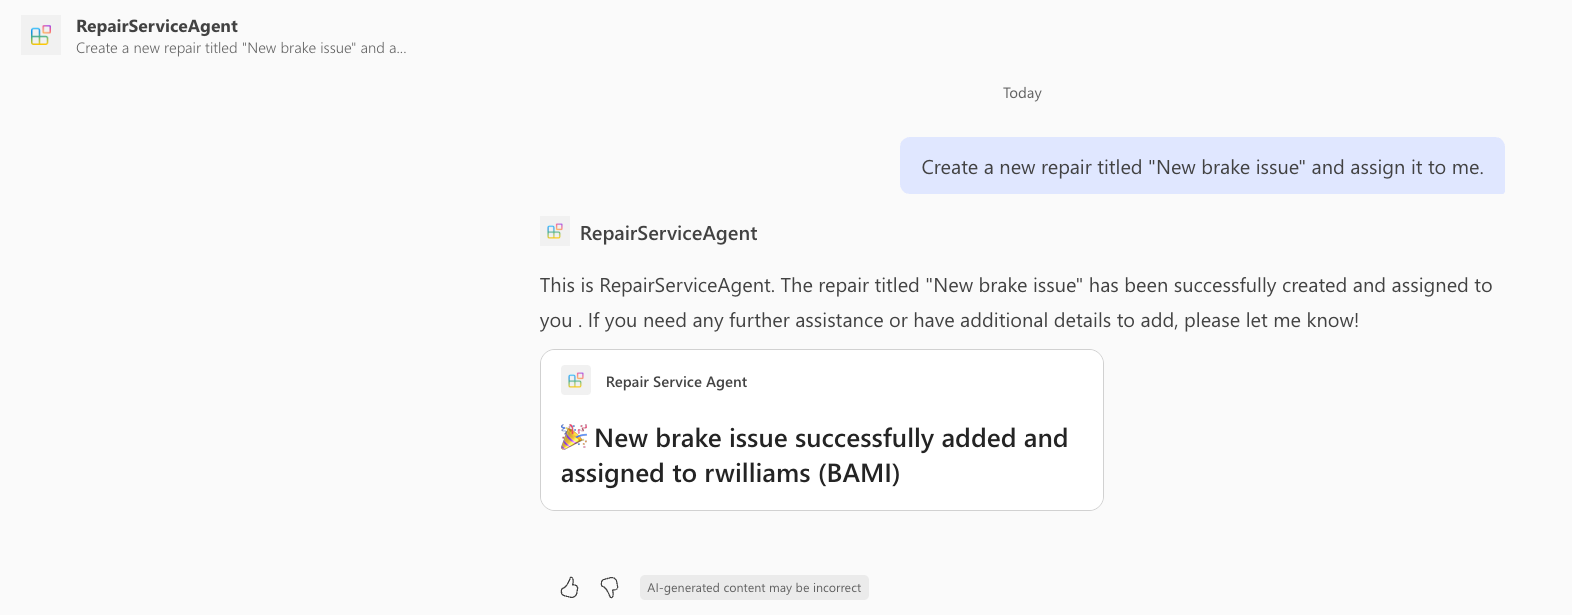 RepairServiceAgent
Create a new repair titled "New brake issue" and a...
Today
Create a new repair titled "New brake issue" and assign it to me.
RepairServiceAgent
This is RepairServiceAgent. The repair titled "New brake issue" has been successfully created and assigned to
you . If you need any further assistance or have additional details to add, please let me know!
Repair Service Agent
🎉 New brake issue successfully added and
assigned to rwilliams (BAMI)
AI-generated content may be incorrect